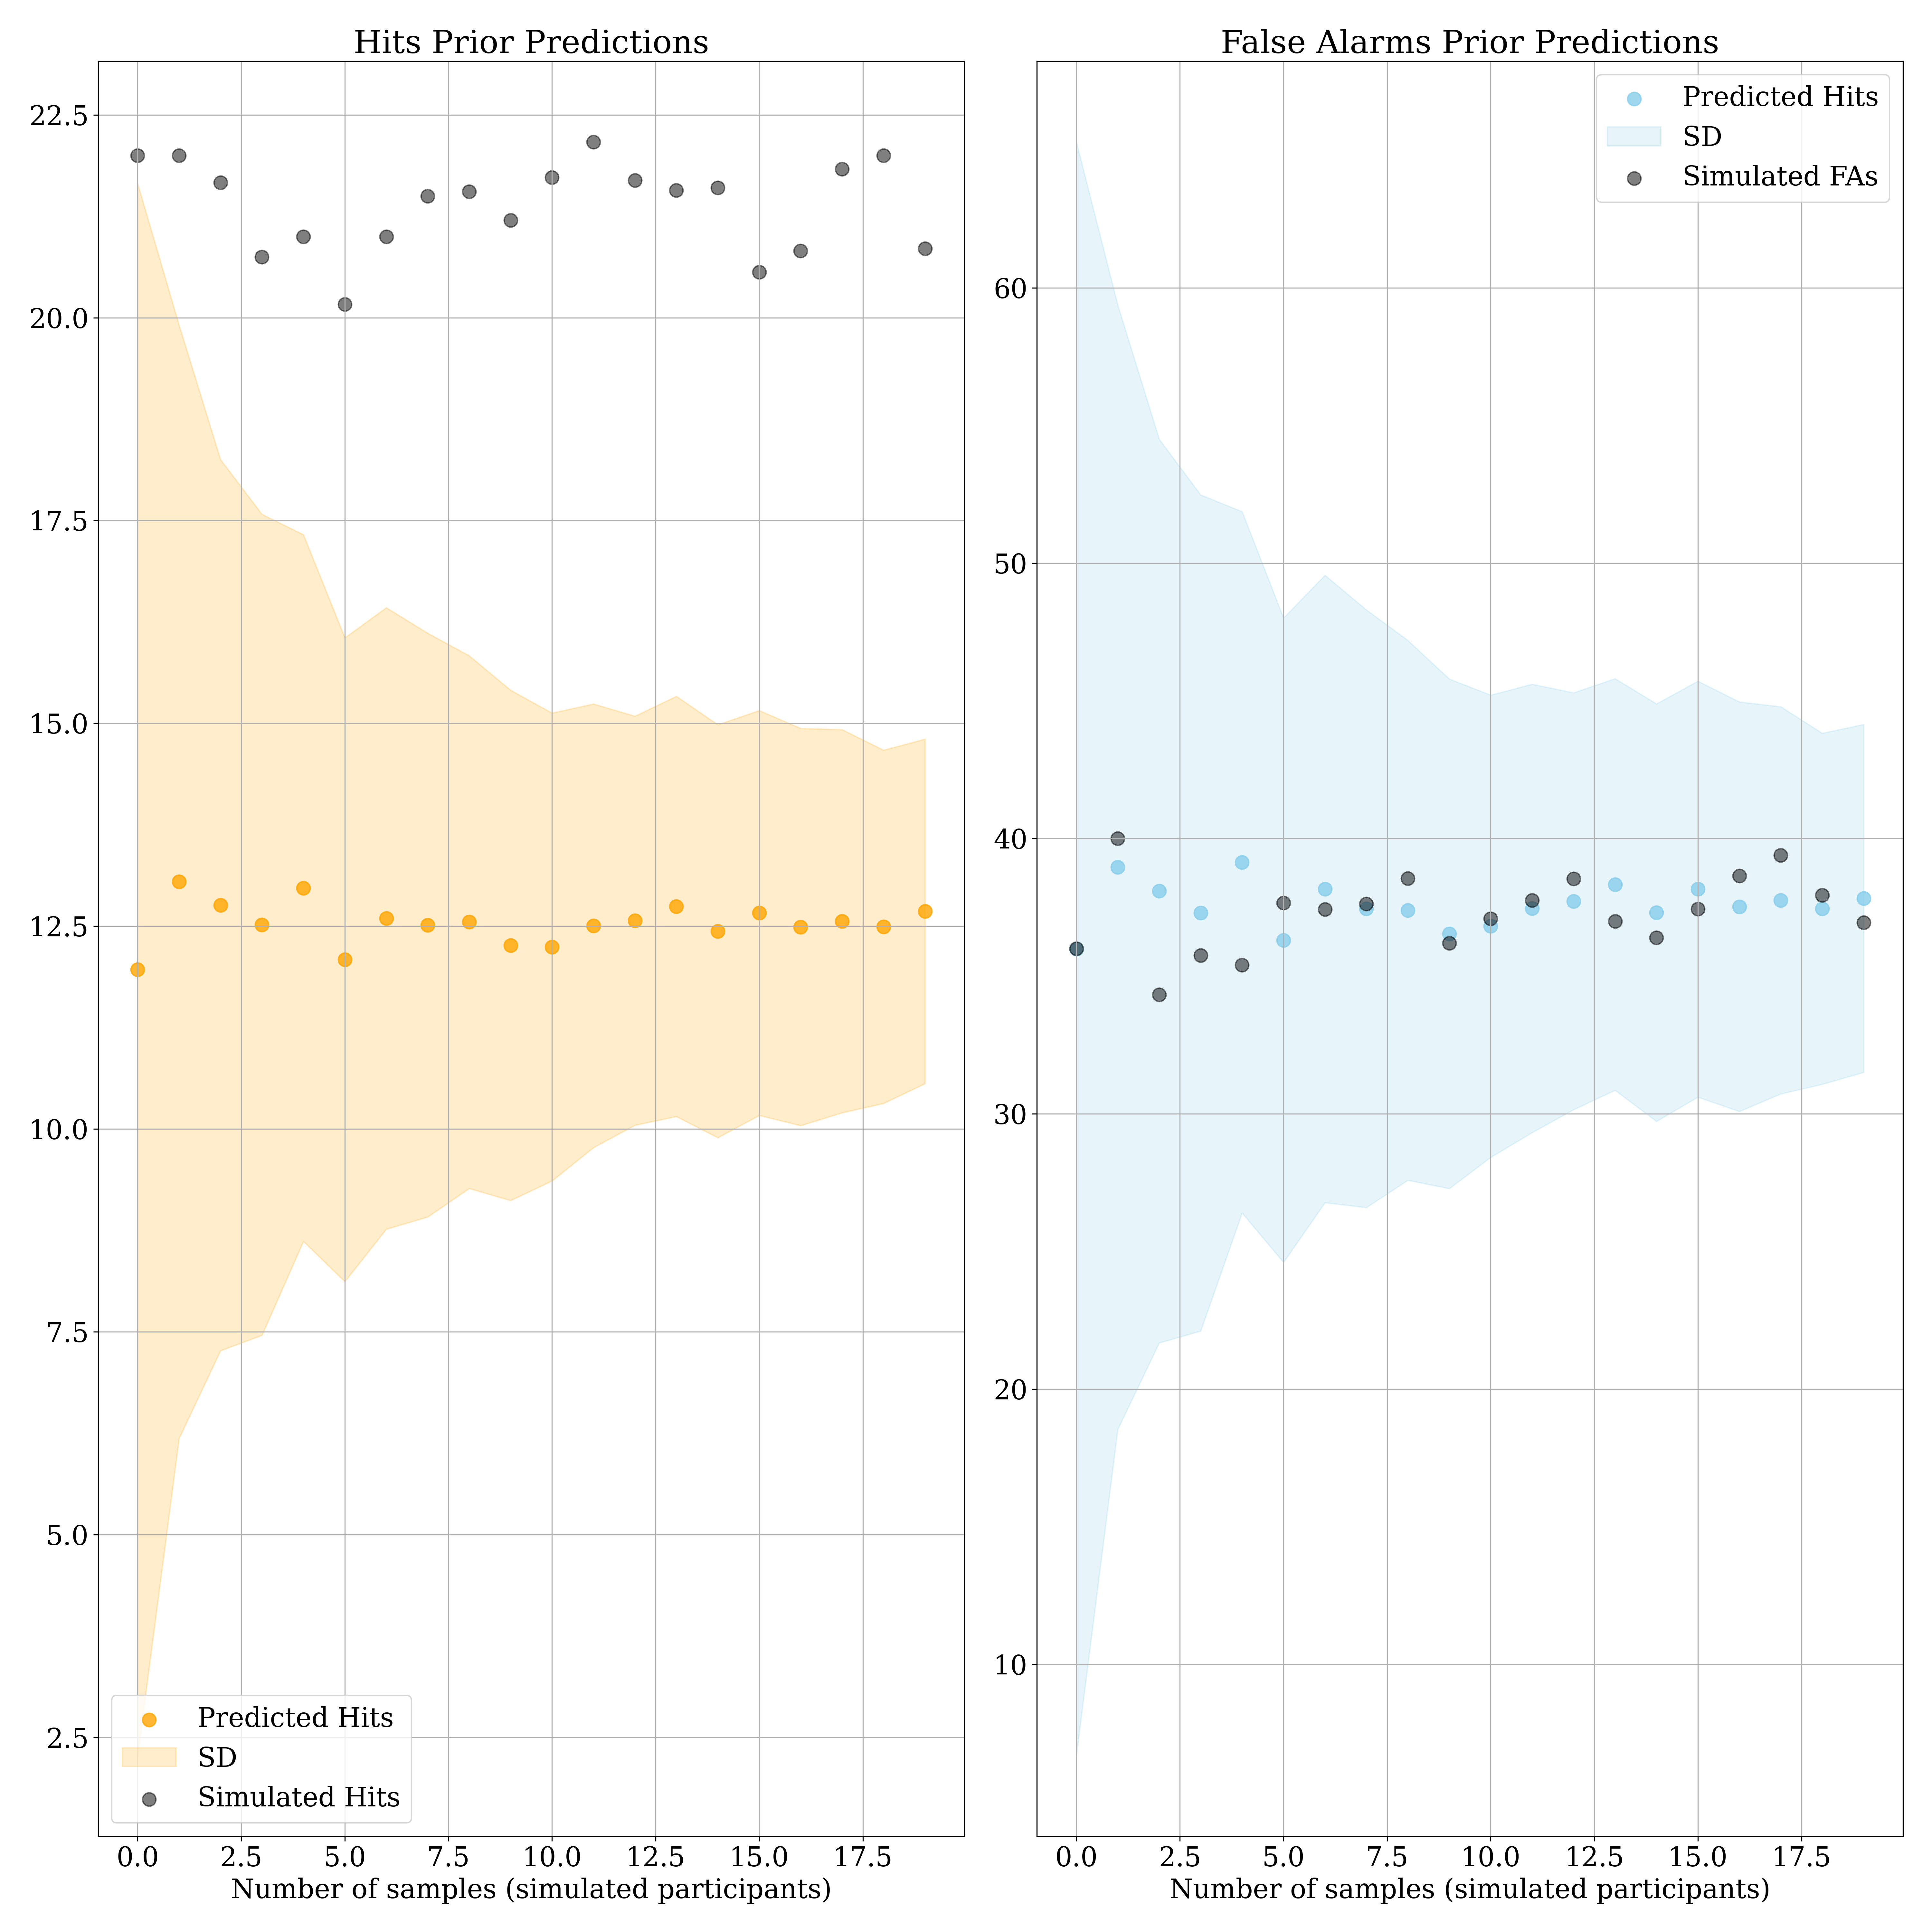 Hits Prior Predictions
22.5
20.0
17.5
15.0
12.5
10.0
7.5
5.0
2.5
Predicted Hits
SD
Simulated Hits
0.0 2.5 5.0 7.5 10.0 12.5 15.0 17.5
Number of samples (simulated participants)
False Alarms Prior Predictions
Predicted Hits
SD
Simulated FAs
60
50
40
30
20
10
0.0 2.5 5.0 7.5 10.0 12.5 15.0 17.5
Number of samples (simulated participants)